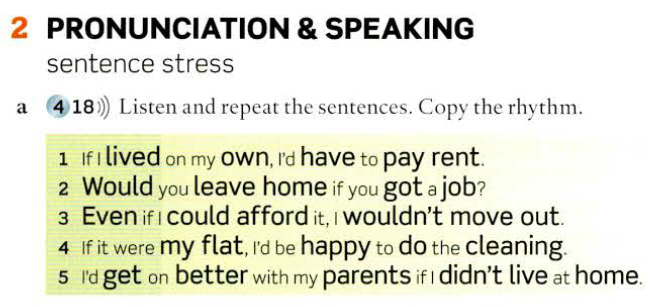 2 PRONUNCIATION & SPEAKING
sentence stress
a 4 18))) Listen and repeat the sentences. Copy the rhythm.
1 If I lived on my own, I'd have to pay rent.
2 Would you leave home if you got a job?
3 Even if I could afford it, I wouldn't move out.
4 If it were my flat, I'd be happy to do the cleaning.
5 I'd get on better with my parents if I didn't live at home.